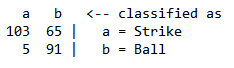 a b <-- classified as
103 65 | a = Strike
5 91 | b = Ball